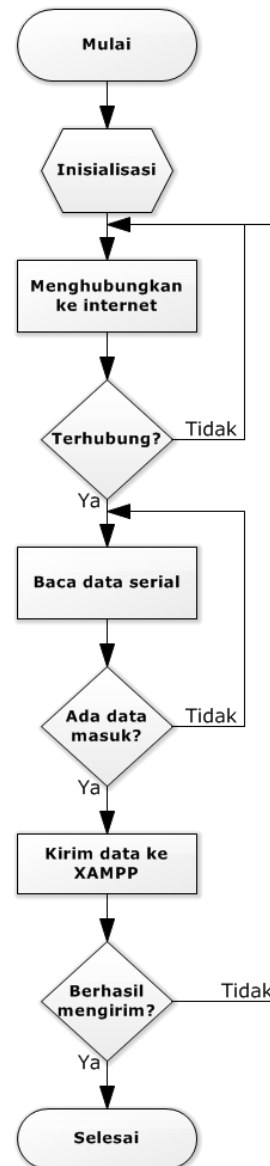 Mulai
Inisialisasi
Menghubungkan
ke internet
Terhubung?
Tidak
Ya
Baca data serial
Ada data
masuk?
Tidak
Ya
Kirim data ke
XAMPP
Berhasil
mengirim?
Tidak
Ya
Selesai